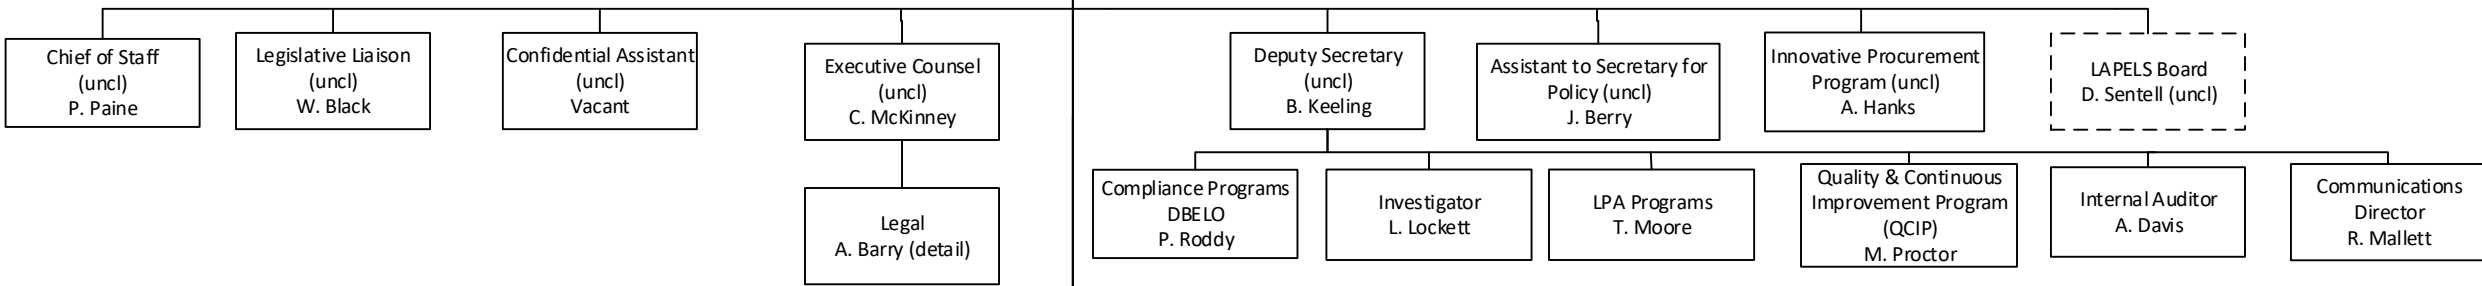 Chief of Staff
(uncl)
P. Paine
Legislative Liaison
(uncl)
W. Black
Confidential Assistant
(uncl)
Vacant
Executive Counsel
(uncl)
C. McKinney
Deputy Secretary
(uncl)
B. Keeling
Assistant to Secretary for
Policy (uncl)
J. Berry
Innovative Procurement
Program (uncl)
A. Hanks
LAPELS Board
D. Sentell (uncl)
Legal
A. Barry (detail)
Compliance Programs
DBELO
P. Roddy
Investigator
L. Lockett
LPA Programs
T. Moore
Quality & Continuous
Improvement Program
(QCIP)
M. Proctor
Internal Auditor
A. Davis
Communications
Director
R. Mallett